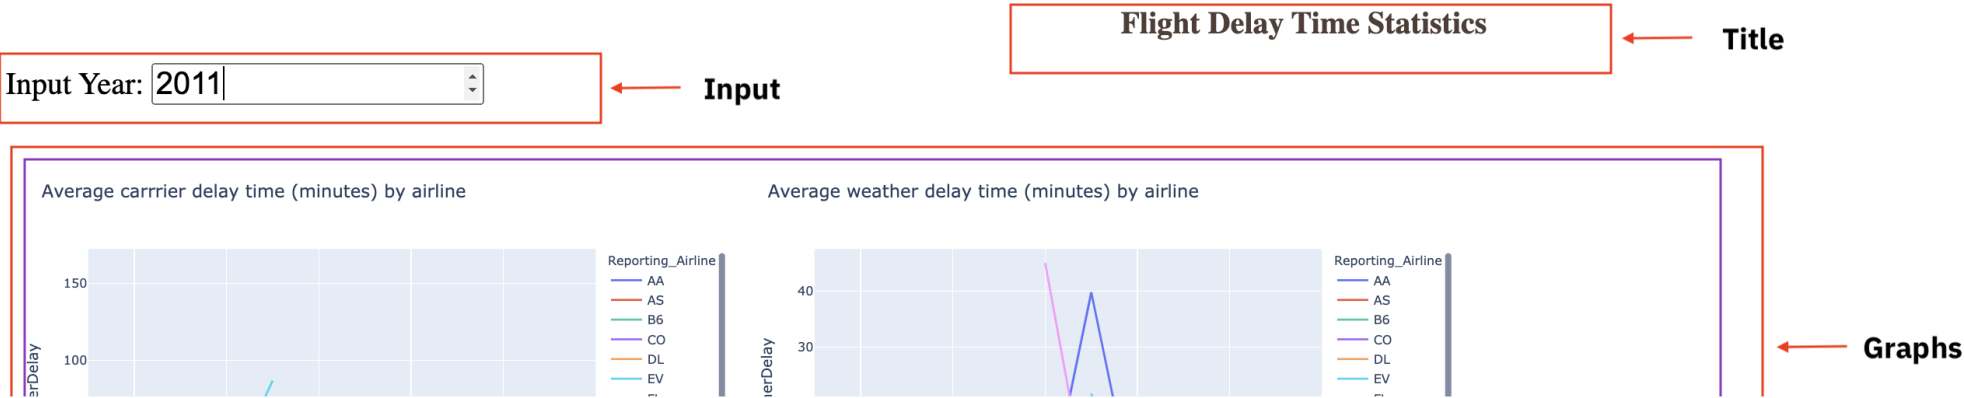 Flight Delay Time Statistics
Title
Input Year: 2011
Input
Average carrrier delay time (minutes) by airline
Average weather delay time (minutes) by airline
150
100
erDelay
Reporting_Airline
AA
AS
B6
CO
DL
EV
40
30
erDelay
Reporting_Airline
AA
AS
B6
CO
DL
EV
Graphs